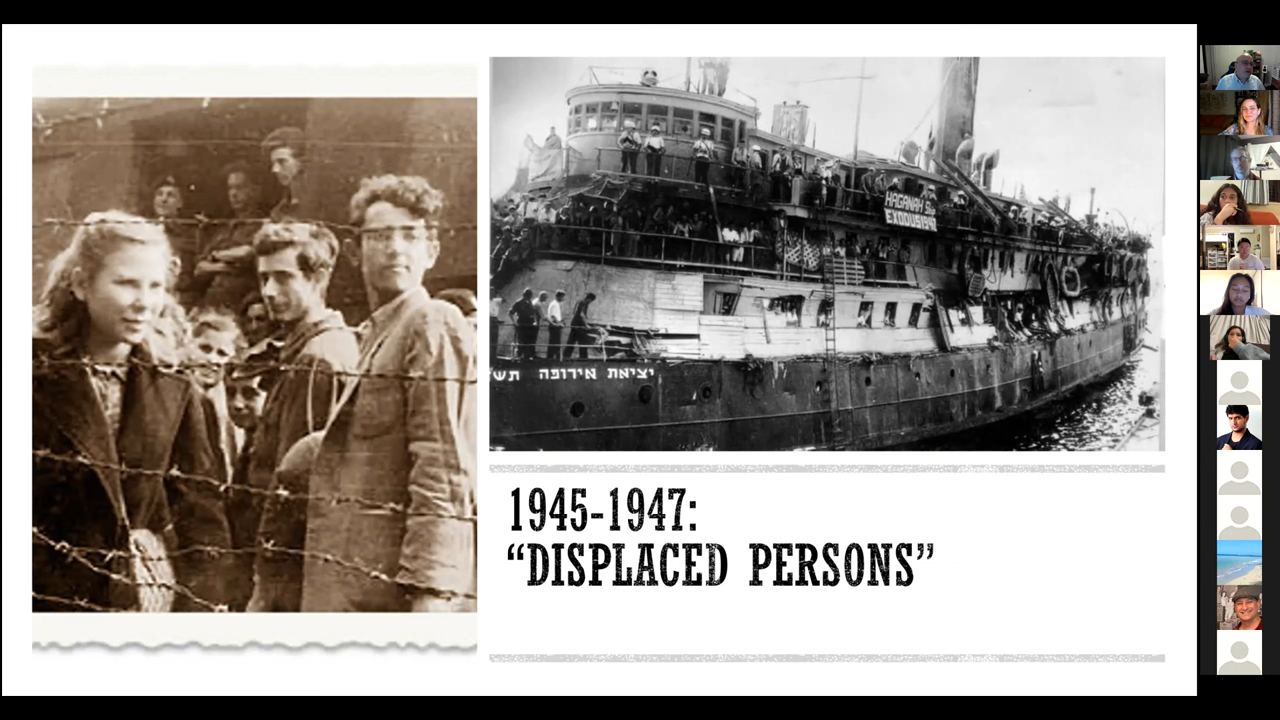 HAGANAH Ship
EXODUS 1947
יציאת אירופה תש
1945-1947:
“DISPLACED PERSONS”